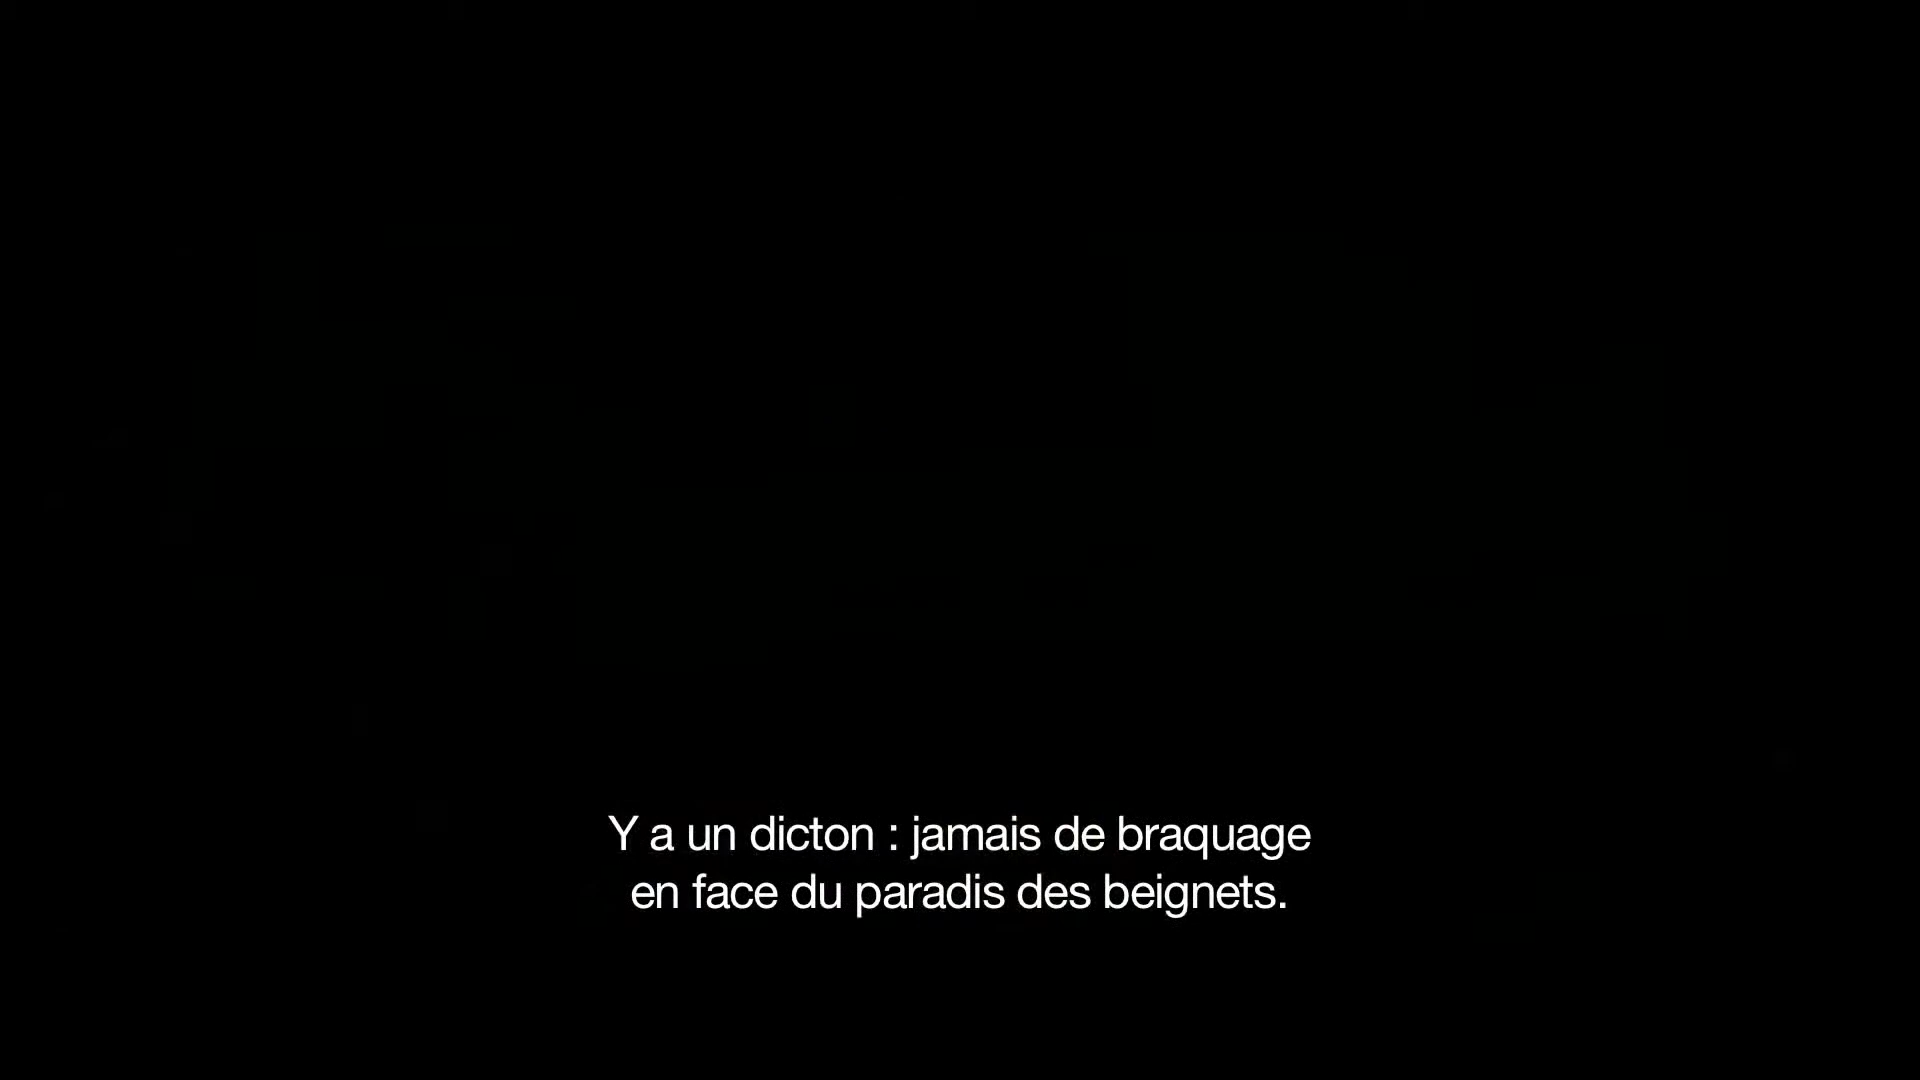 Y a un dicton : jamais de braquage
en face du paradis des beignets.